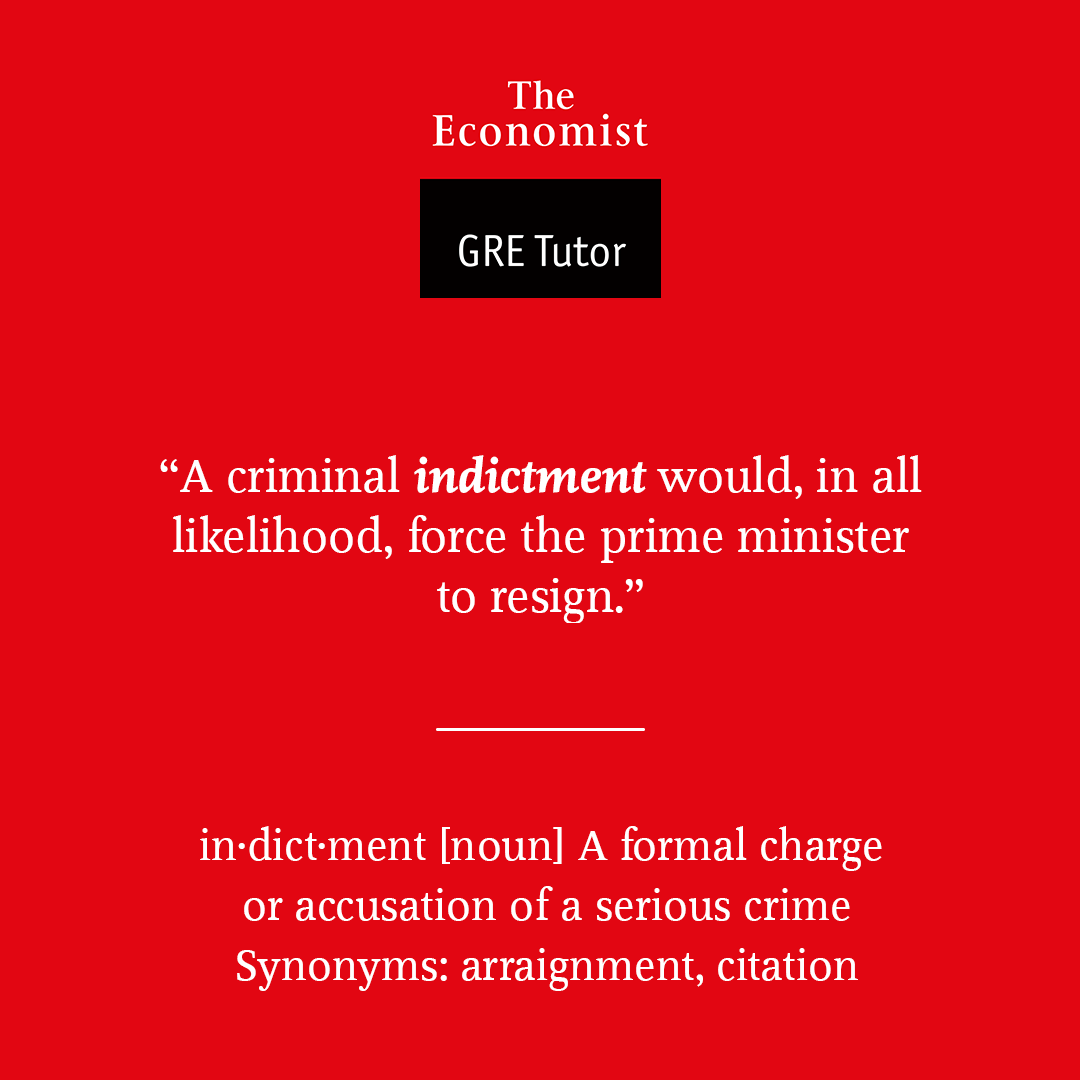 The
Economist
GRE Tutor
“A criminal indictment would, in all
likelihood, force the prime minister
to resign.”
in·dict·ment [noun] A formal charge
or accusation of a serious crime
Synonyms: arraignment, citation